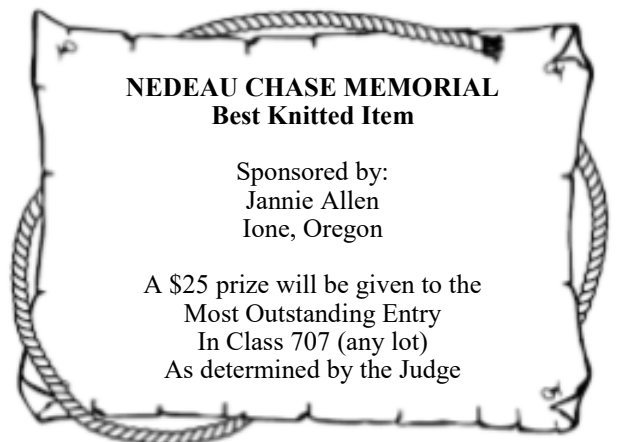 NEDEAU CHASE MEMORIAL
Best Knitted Item
Sponsored by:
Jannie Allen
Ione, Oregon
A $25 prize will be given to the
Most Outstanding Entry
In Class 707 (any lot)
As determined by the Judge